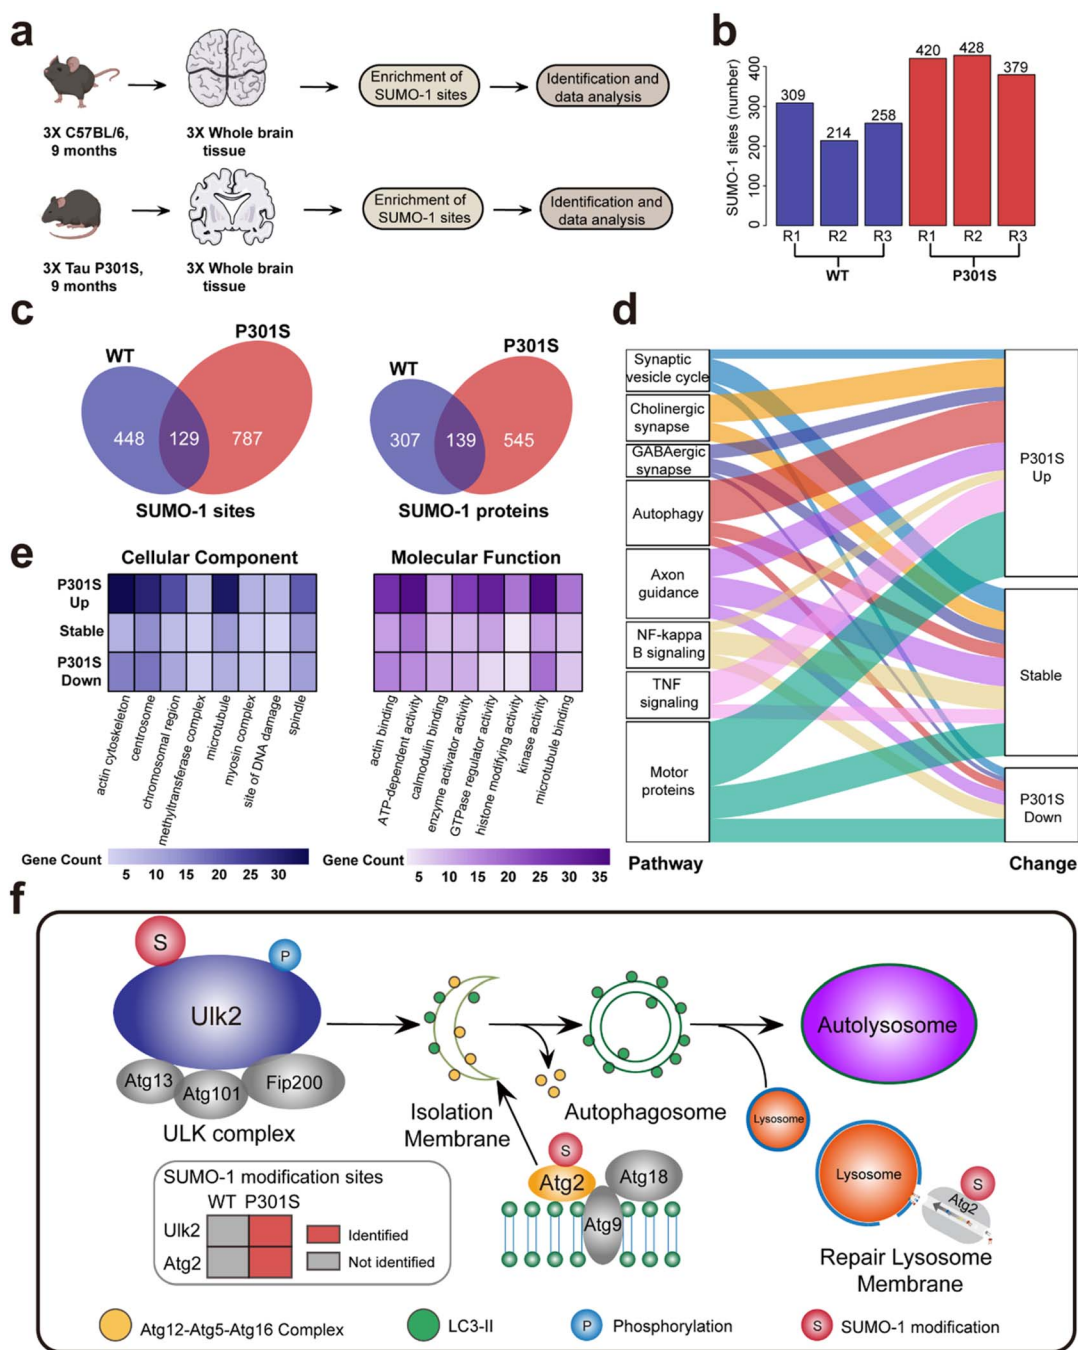 a
3X C57BL/6,
9 months
3X Whole brain
tissue
Enrichment of
SUMO-1 sites
Identification and
data analysis
3X Tau P301S,
9 months
3X Whole brain
tissue
Enrichment of
SUMO-1 sites
Identification and
data analysis
b
SUMO-1 sites (number)
0 100 200 300 400
309 214 258 420 428 379
R1 R2 R3 R1 R2 R3
WT P301S
c
WT P301S
448 129 787
SUMO-1 sites
WT P301S
307 139 545
SUMO-1 proteins
d
Synaptic
vesicle cycle
Cholinergic
synapse
GABAergic
synapse
Autophagy
Axon
guidance
NF-kappa
B signaling
TNF
signaling
Motor
proteins
P301S
Up
Stable
P301S
Down
Pathway Change
e
Cellular Component Molecular Function
P301S
Up
Stable
P301S
Down
actin cytoskeleton
centrosome
chromosomal region
methyltransferase complex
microtubule
myosin complex
site of DNA damage
spindle
actin binding
ATP-dependent activity
calmodulin binding
enzyme activator activity
GTPase regulator activity
histone modifying activity
kinase activity
microtubule binding
Gene Count
5 10 15 20 25 30
Gene Count
5 10 15 20 25 35
f
S
P
Ulk2
Atg13
Atg101
Fip200
ULK complex
Isolation
Membrane
Autophagosome
Autolysosome
Lysosome
S
Atg2
Atg18
Atg9
Lysosome
S
Atg2
Repair Lysosome
Membrane
SUMO-1 modification sites
WT P301S
Ulk2
Atg2
Identified
Not identified
Atg12-Atg5-Atg16 Complex
LC3-II
P Phosphorylation
S SUMO-1 modification